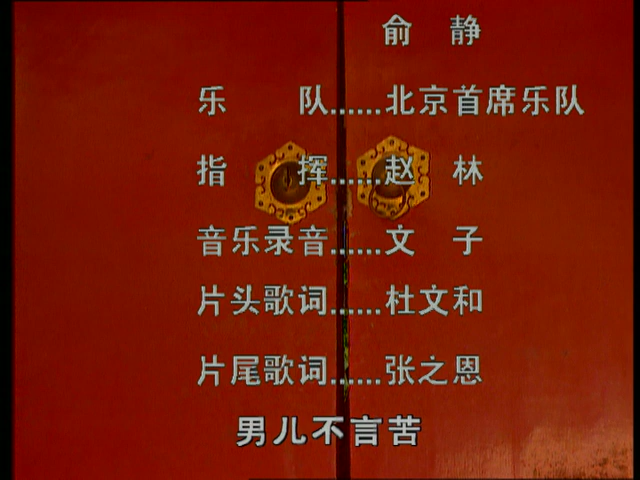 俞　静
乐　　队……北京首席乐队
指　　挥……赵　林
音乐录音……文　子
片头歌词……杜文和
片尾歌词……张之恩
男儿不言苦